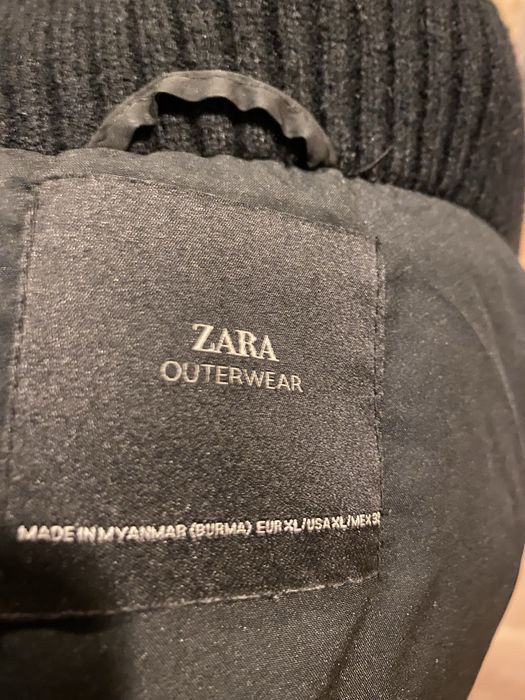 ZARA
OUTERWEAR
MADE IN MYANMAR (BURMA) EUR XL/USA XL/MEX